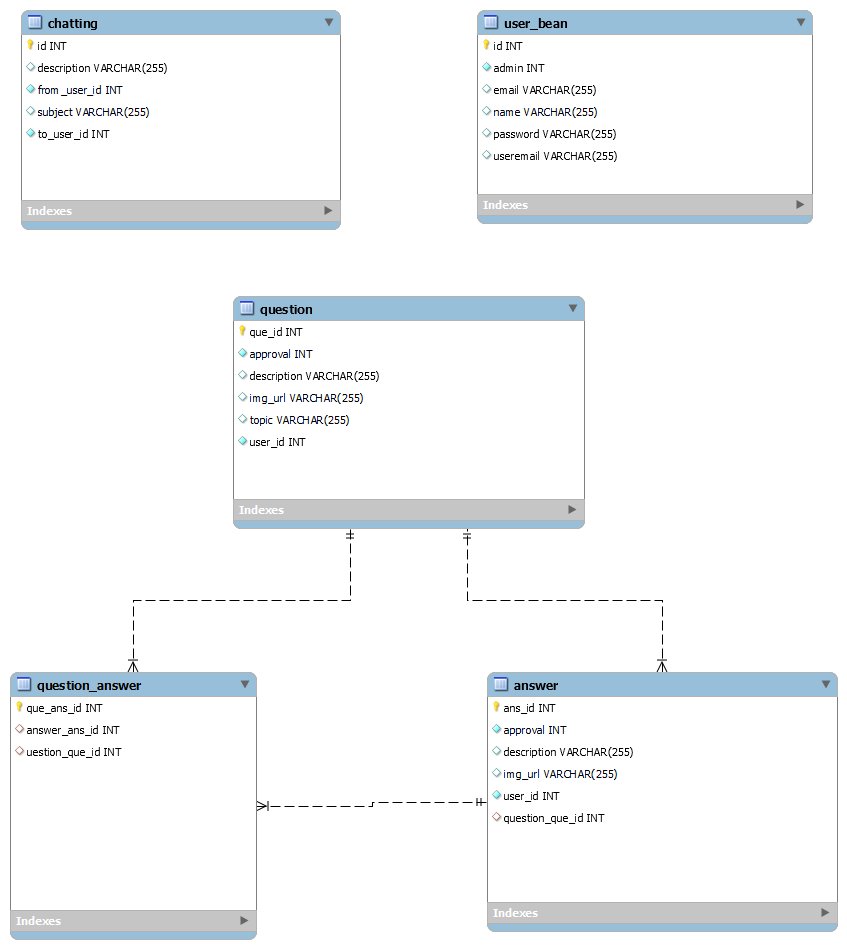 chatting
id INT
description VARCHAR(255)
from _user_id INT
subject VARCHAR(255)
to_user_id INT
Indexes
user_bean
id INT
admin INT
email VARCHAR(255)
name VARCHAR(255)
password VARCHAR(255)
useremail VARCHAR(255)
Indexes
question
que_id INT
approval INT
description VARCHAR(255)
img_url VARCHAR(255)
topic VARCHAR(255)
user_id INT
Indexes
question_answer
que_ans_id INT
answer_ans_id INT
uestion_que_id INT
Indexes
answer
ans_id INT
approval INT
description VARCHAR(255)
img_url VARCHAR(255)
user_id INT
question_que_id INT
Indexes